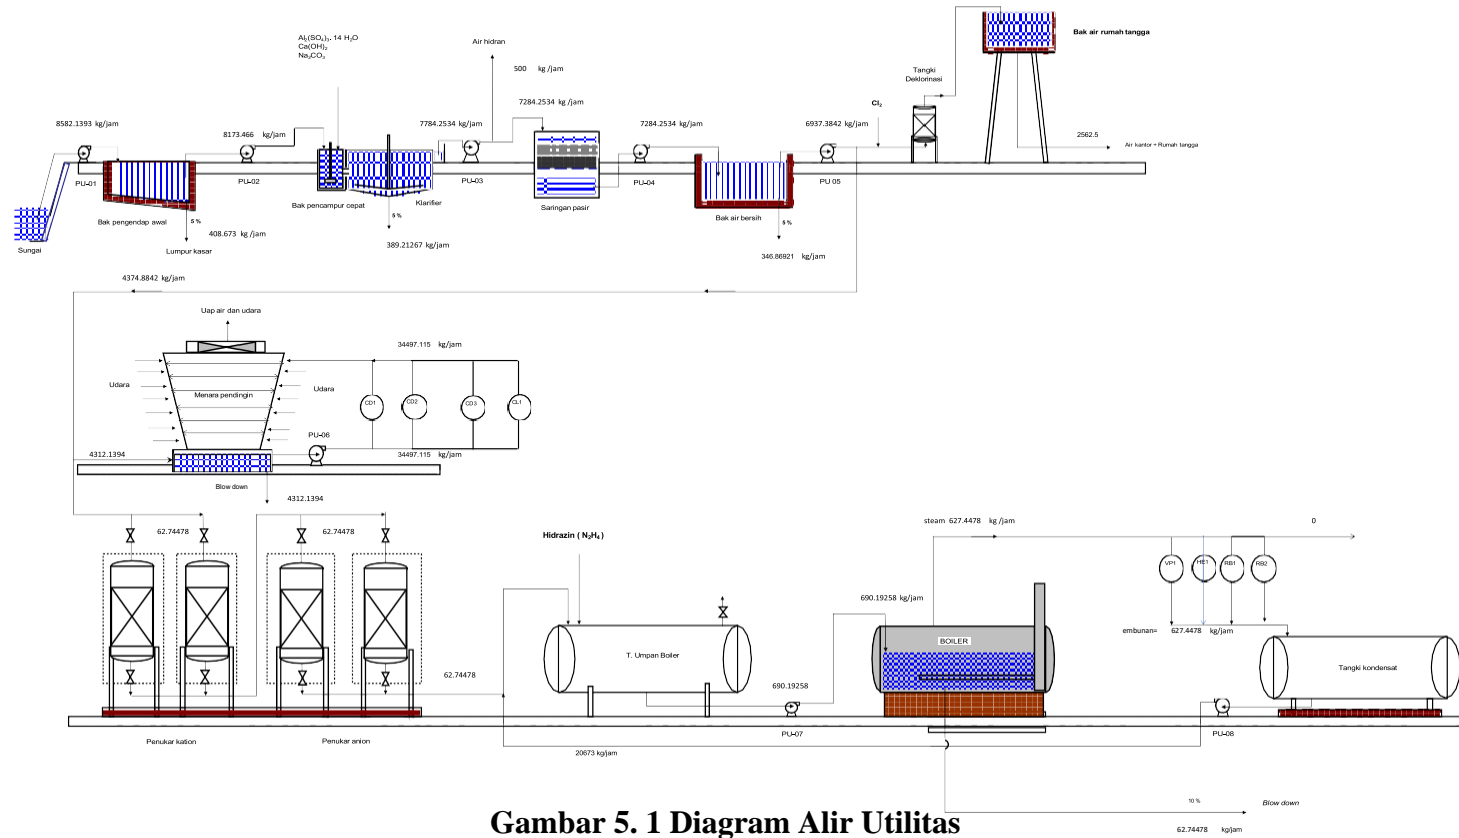 Al₂(SO₄)₃. 14 H₂O
Ca(OH)₂
Na₂CO₃
Air hidran
500 kg /jam
Tangki
Deklorinasi
Bak air rumah tangga
Cl₂
8582.1393 kg/jam
8173.466 kg/jam
7784.2534 kg/jam
7284.2534 kg /jam
7284.2534 kg/jam
6937.3842 kg/jam
2562.5
Air kantor + Rumah tangga
PU-01
PU-02
PU-03
PU-04
PU 05
Sungai
Bak pengendap awal
5 %
408.673 kg /jam
Lumpur kasar
Bak pencampur cepat
Klarifier
5 %
389.21267 kg/jam
Saringan pasir
Bak air bersih
5%
346.86921 kg/jam
4374.8842 kg/jam
Uap air dan udara
34497.115 kg/jam
Udara
Udara
Menara pendingin
CD1
CD2
CD3
CL1
PU-06
4312.1394
34497.115 kg/jam
Blow down
4312.1394
62.74478
62.74478
Hidrazin ( N₂H₄ )
steam 627.4478 kg /jam
0
VP1
HE1
RB1
RB2
690.19258 kg/jam
embunan= 627.4478 kg/jam
BOILER
T. Umpan Boiler
Tangki kondensat
62.74478
690.19258
PU-07
PU-08
Penukar kation
Penukar anion
20673 kg/jam
10 %
Blow down
62.74478 kg/jam
Gambar 5. 1 Diagram Alir Utilitas